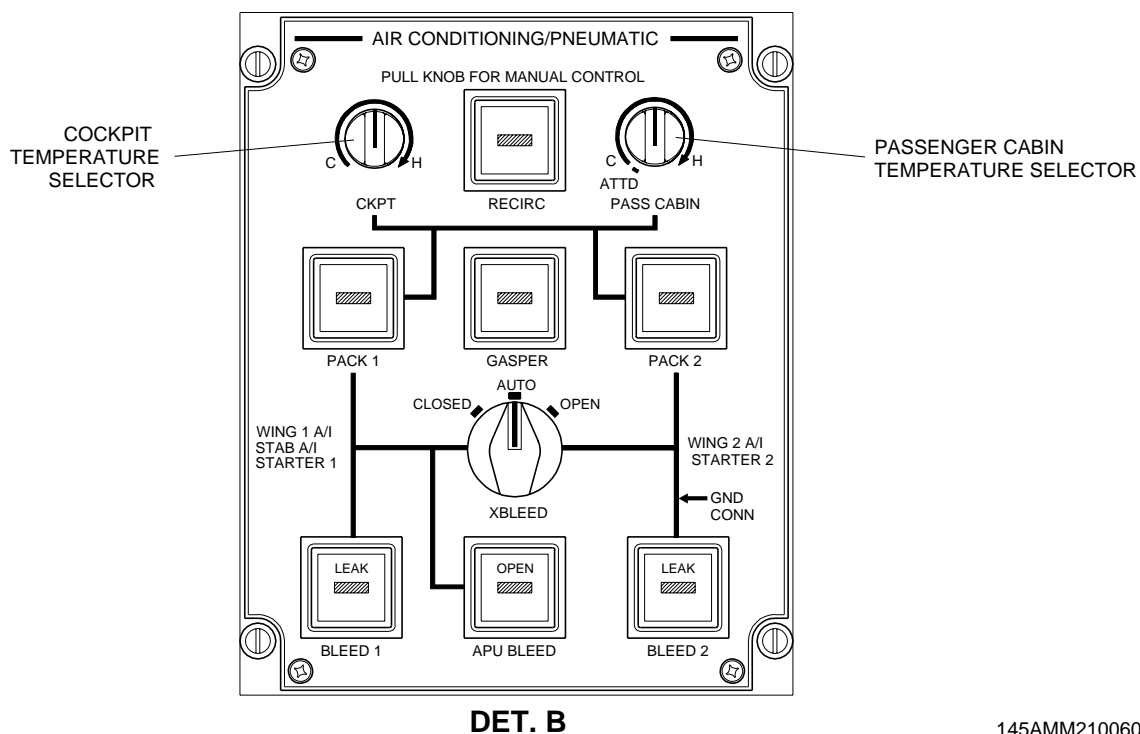 AIR CONDITIONING/PNEUMATIC
PULL KNOB FOR MANUAL CONTROL
COCKPIT
TEMPERATURE
SELECTOR
C H
C H
ATTD
PASSENGER CABIN
TEMPERATURE SELECTOR
CKPT RECIRC PASS CABIN
PACK 1 GASPER PACK 2
AUTO
CLOSED OPEN
WING 1 A/I
STAB A/I
STARTER 1
WING 2 A/I
STARTER 2
GND
CONN
XBLEED
LEAK OPEN LEAK
BLEED 1 APU BLEED BLEED 2
DET. B
145AMM210060